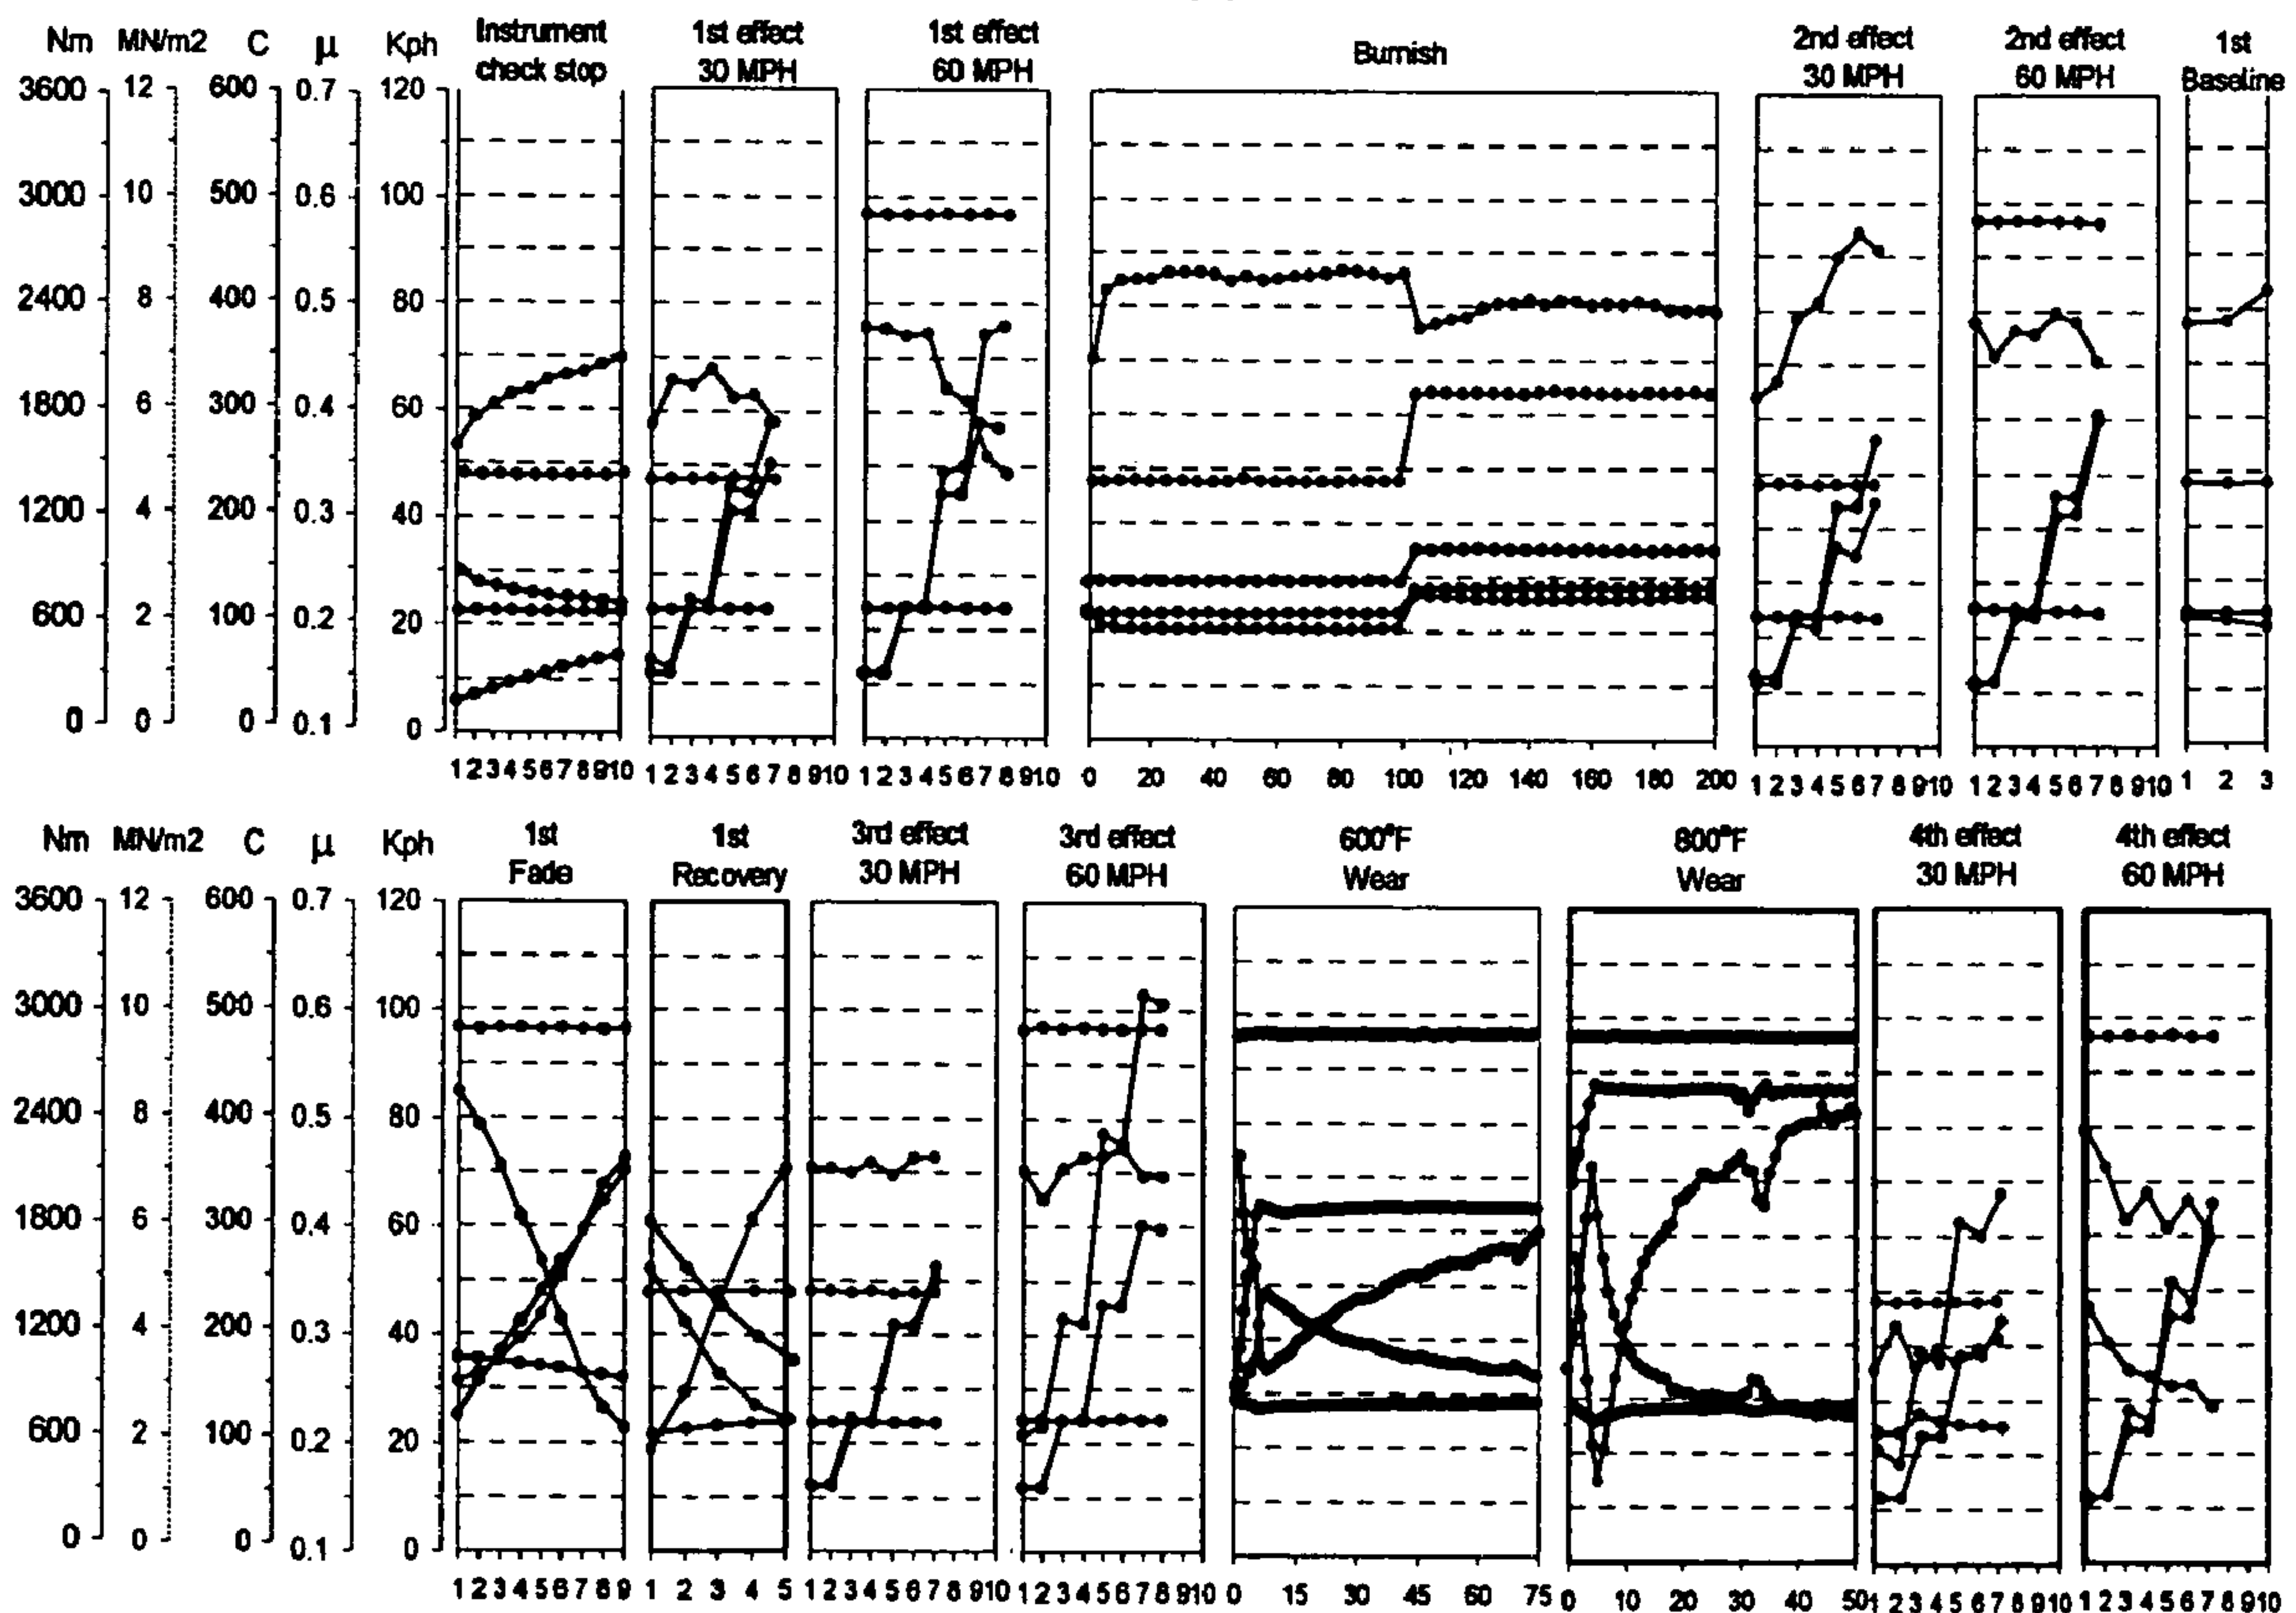 Nm MN/m2 C μ Kph
Instrument check stop
1st effect 30 MPH
1st effect 60 MPH
Burnish
2nd effect 30 MPH
2nd effect 60 MPH
1st Baseline
3600 12 600 0.7 120
3000 10 500 0.6 100
2400 8 400 0.5 80
1800 6 300 0.4 60
1200 4 200 0.3 40
600 2 100 0.2 20
0 0 0 0.1 0
1 2 3 4 5 6 7 8 9 10
1 2 3 4 5 6 7 8 9 10
1 2 3 4 5 6 7 8 9 10
0 20 40 60 80 100 120 140 160 180 200
1 2 3 4 5 6 7 8 9 10
1 2 3 4 5 6 7 8 9 10
1 2 3
Nm MN/m2 C μ Kph
1st Fade
1st Recovery
3rd effect 30 MPH
3rd effect 60 MPH
600°F Wear
800°F Wear
4th effect 30 MPH
4th effect 60 MPH
3600 12 600 0.7 120
3000 10 500 0.6 100
2400 8 400 0.5 80
1800 6 300 0.4 60
1200 4 200 0.3 40
600 2 100 0.2 20
0 0 0 0.1 0
1 2 3 4 5 6 7 8 9
1 2 3 4 5
1 2 3 4 5 6 7 8 9 10
1 2 3 4 5 6 7 8 9 10
0 15 30 45 60 75
0 10 20 30 40 50
1 2 3 4 5 6 7 8 9 10
1 2 3 4 5 6 7 8 9 10